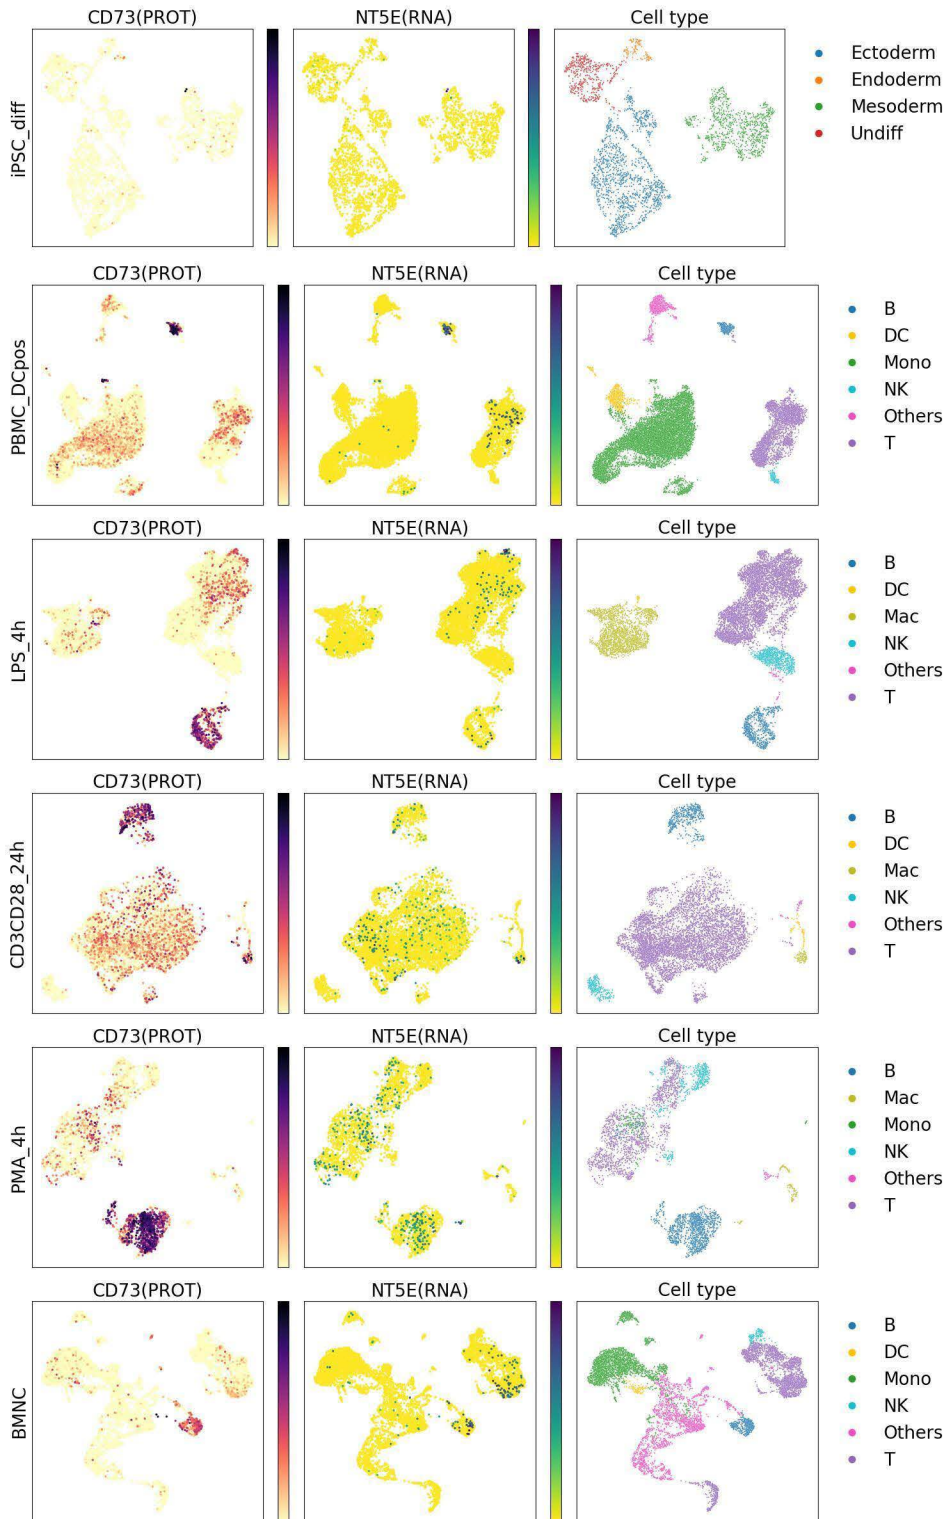 CD73(PROT) NT5E(RNA) Cell type
iPSC_diff
Ectoderm
Endoderm
Mesoderm
Undiff
CD73(PROT) NT5E(RNA) Cell type
PBMC_DCpos
B
DC
Mono
NK
Others
T
CD73(PROT) NT5E(RNA) Cell type
LPS_4h
B
DC
Mac
NK
Others
T
CD73(PROT) NT5E(RNA) Cell type
CD3CD28_24h
B
DC
Mac
NK
Others
T
CD73(PROT) NT5E(RNA) Cell type
PMA_4h
B
Mac
Mono
NK
Others
T
CD73(PROT) NT5E(RNA) Cell type
BMNC
B
DC
Mono
NK
Others
T